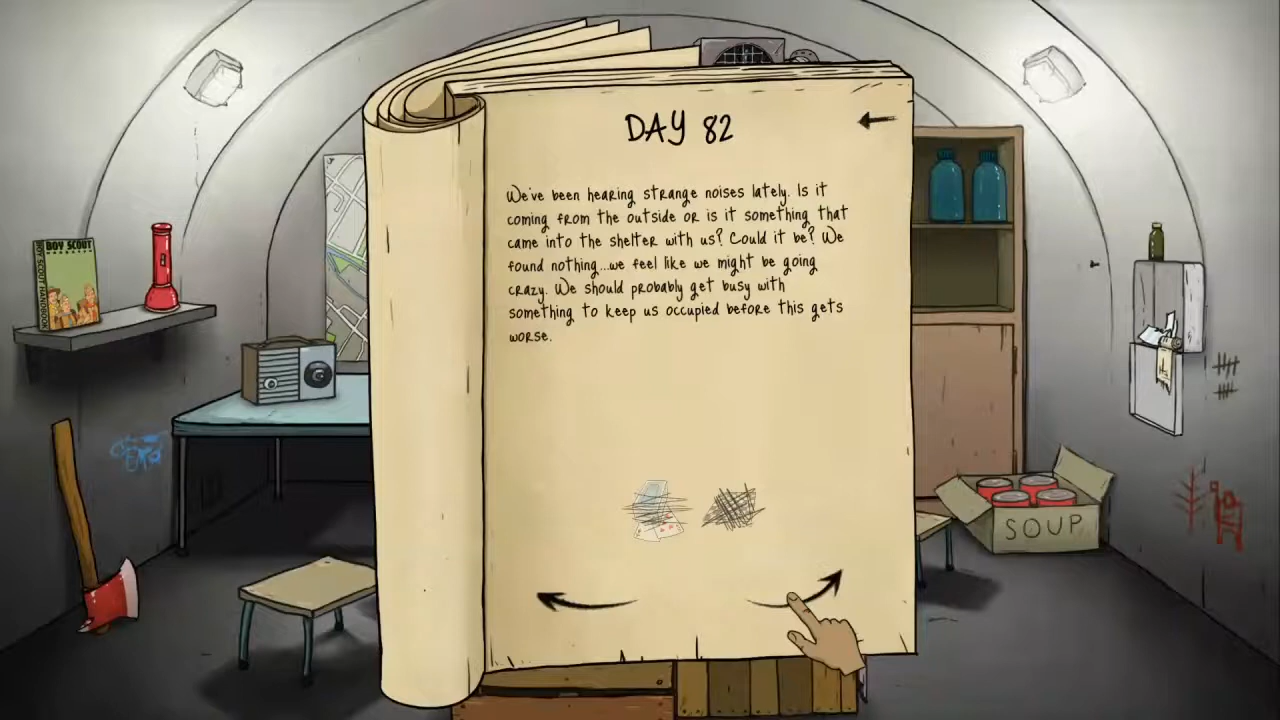 DAY 82
We've been hearing strange noises lately. Is it
coming from the outside or is it something that
came into the shelter with us? Could it be? We
found nothing...we feel like we might be going
crazy. We should probably get busy with
something to keep us occupied before this gets
worse.
BOY SCOUT
BOY SCOUT HANDBOOK
SOUP